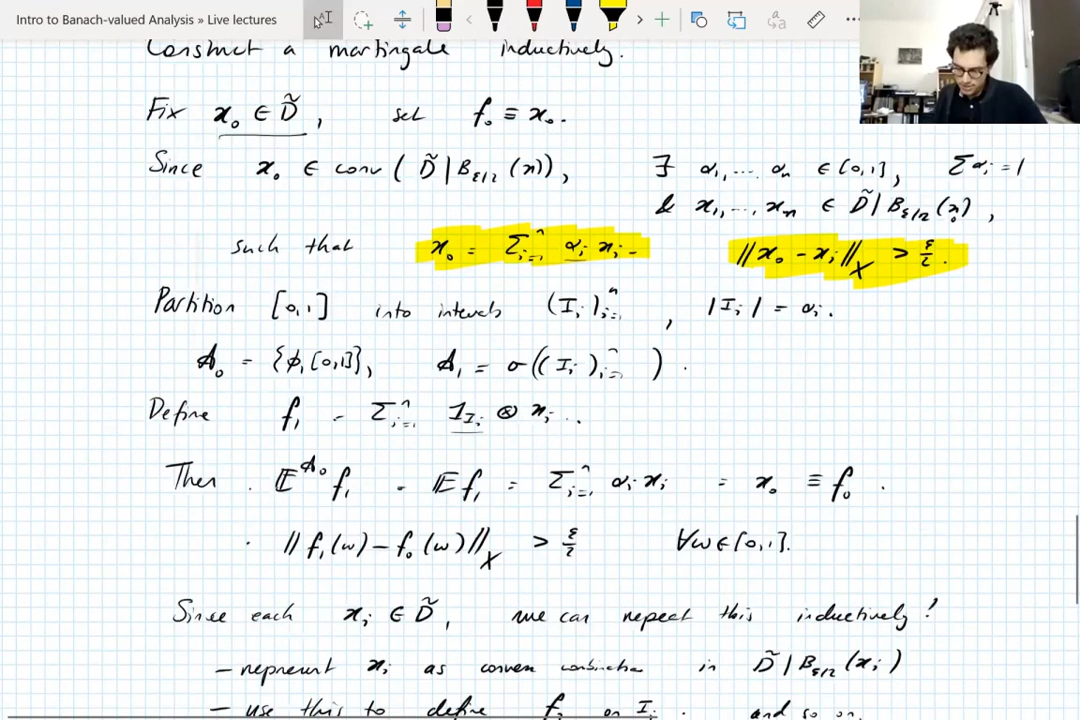 Intro to Banach-valued Analysis » Live lectures
Construct a martingale inductively.
Fix x₀ ∈ D̃, set f₀ ≡ x₀.
Since x₀ ∈ conv ( D̃ | B_{ε/2} (x)), ∃ α₁,..., αₙ ∈ [0,1], Σαᵢ = 1
& x₁,..., xₙ ∈ D̃ | B_{ε/2} (x₀),
such that x₀ = Σᵢ₌₁ⁿ αᵢ xᵢ. ||x₀ - xᵢ||_X > ε/2.
Partition [0,1] into intervals (Iᵢ)ᵢ₌₁ⁿ, |Iᵢ| = αᵢ.
A₀ = {φ, [0,1]}, A₁ = σ((Iᵢ)ᵢ₌₁ⁿ).
Define f₁ = Σᵢ₌₁ⁿ 1_{Iᵢ} ⊗ xᵢ.
Then · 𝔼^{A₀} f₁ = 𝔼f₁ = Σᵢ₌₁ⁿ αᵢ xᵢ = x₀ ≡ f₀.
· ||f₁(ω) - f₀(ω)||_X > ε/2 ∀ω∈[0,1].
Since each xᵢ ∈ D̃, we can repeat this inductively!
- represent xᵢ as convex combination in D̃ | B_{ε/2} (xᵢ)
- use this to define f₂ on Iᵢ. and so on